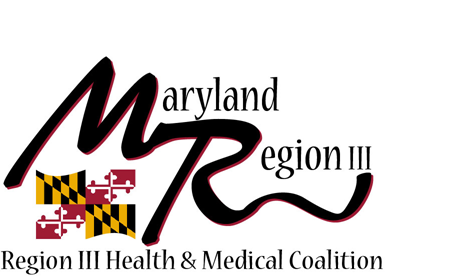 Maryland
Region III
Region III Health & Medical Coalition